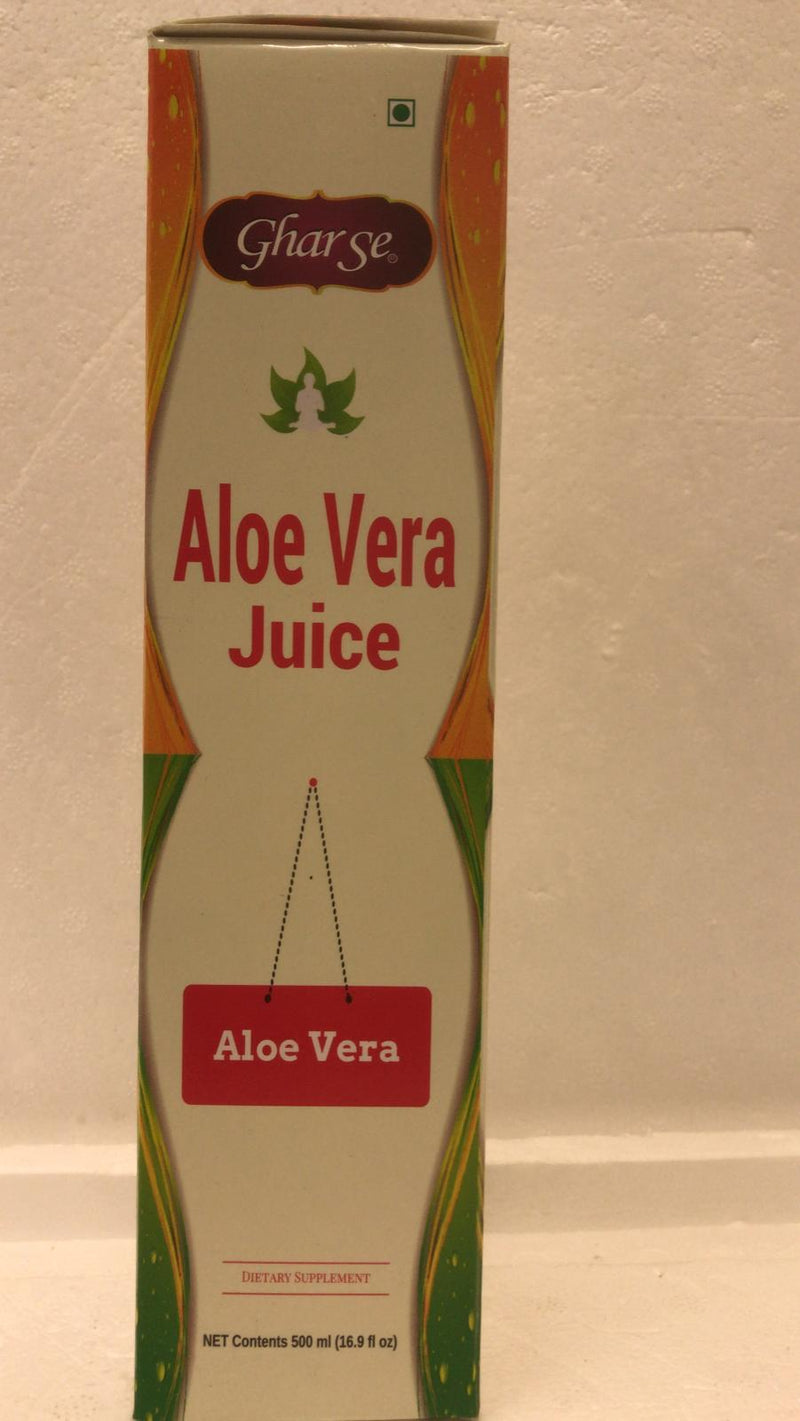 Ghar Se
Aloe Vera
Juice
Aloe Vera
DIETARY SUPPLEMENT
NET Contents 500 ml (16.9 fl oz)